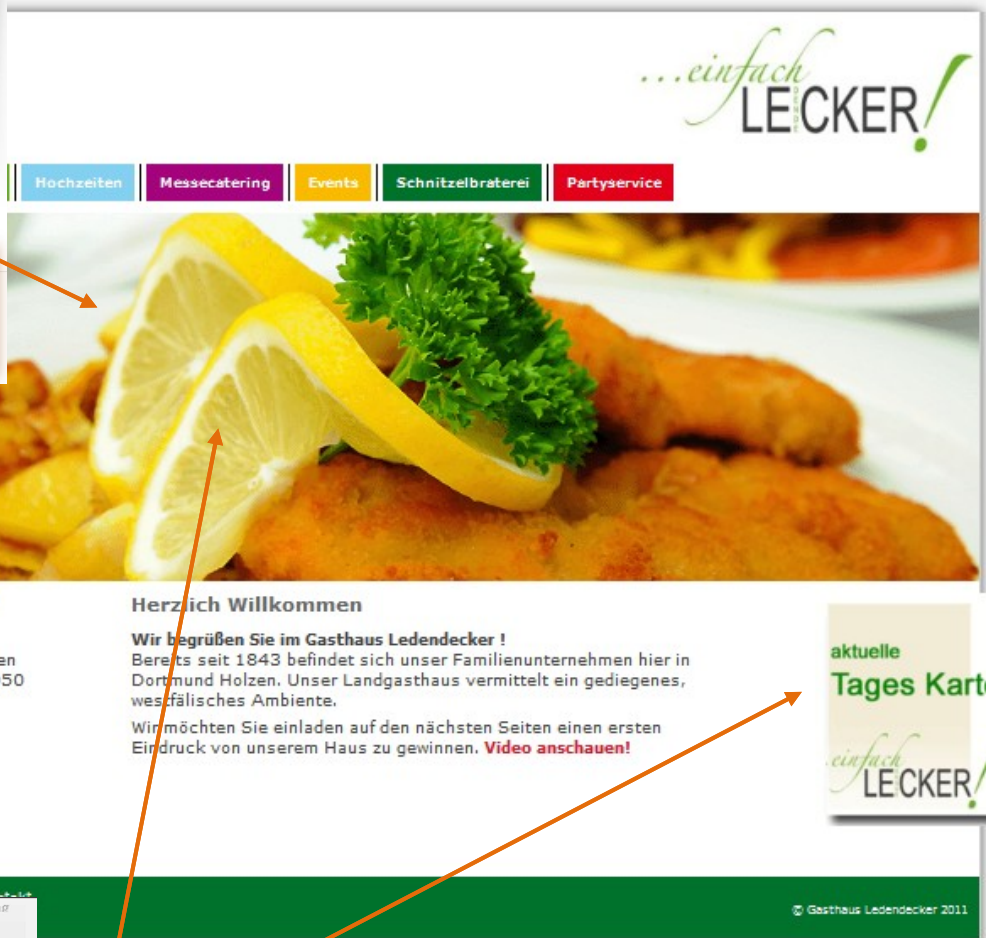 ...einfach
LECKER!
Hochzeiten Messecatering Events Schnitzelbraterei Partyservice
Herzlich Willkommen
Wir begrüßen Sie im Gasthaus Ledendecker !
en Bereits seit 1843 befindet sich unser Familienunternehmen hier in
50 Dortmund Holzen. Unser Landgasthaus vermittelt ein gediegenes,
westfälisches Ambiente.
Wir möchten Sie einladen auf den nächsten Seiten einen ersten
Eindruck von unserem Haus zu gewinnen. Video anschauen!
aktuelle
Tages Karte
einfach
LECKER!
© Gasthaus Ledendecker 2011